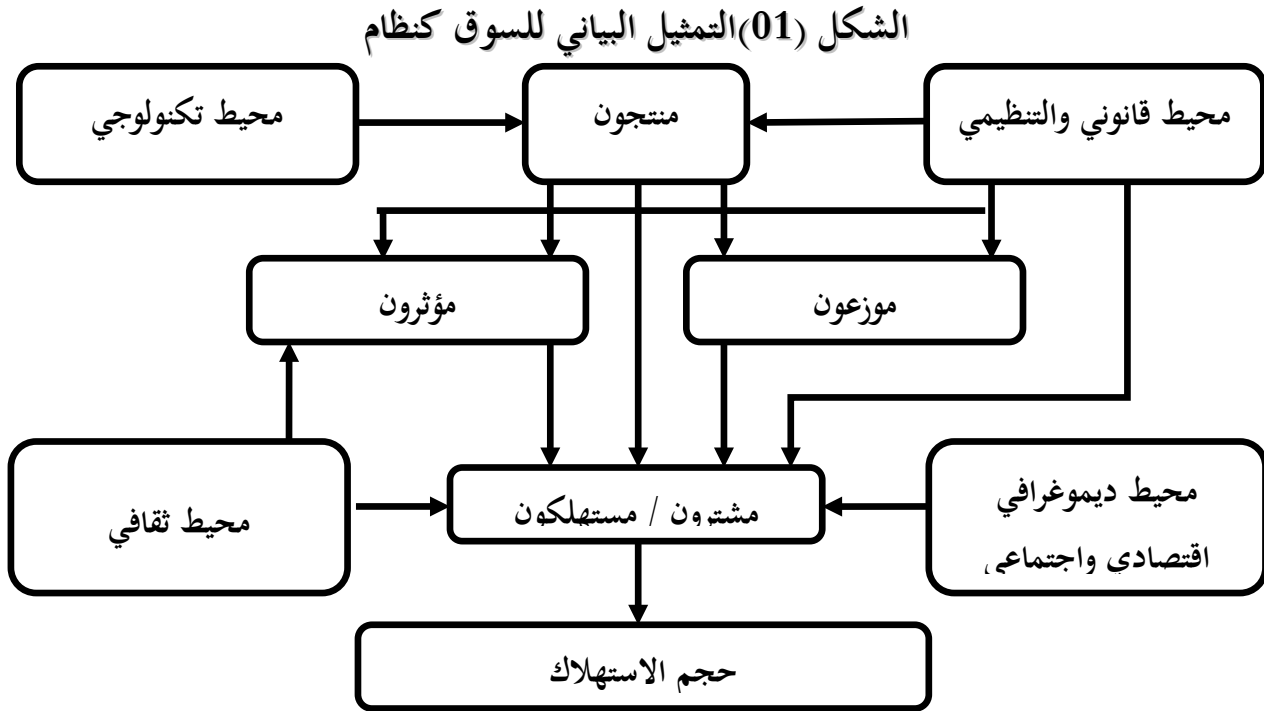 الشكل (01)التمثيل البياني للسوق كنظام
محيط قانوني والتنظيمي
منتجون
محيط تكنولوجي
موزعون
مؤثرون
محيط ديموغرافي
اقتصادي واجتماعي
مشترون / مستهلكون
محيط ثقافي
حجم الاستهلاك